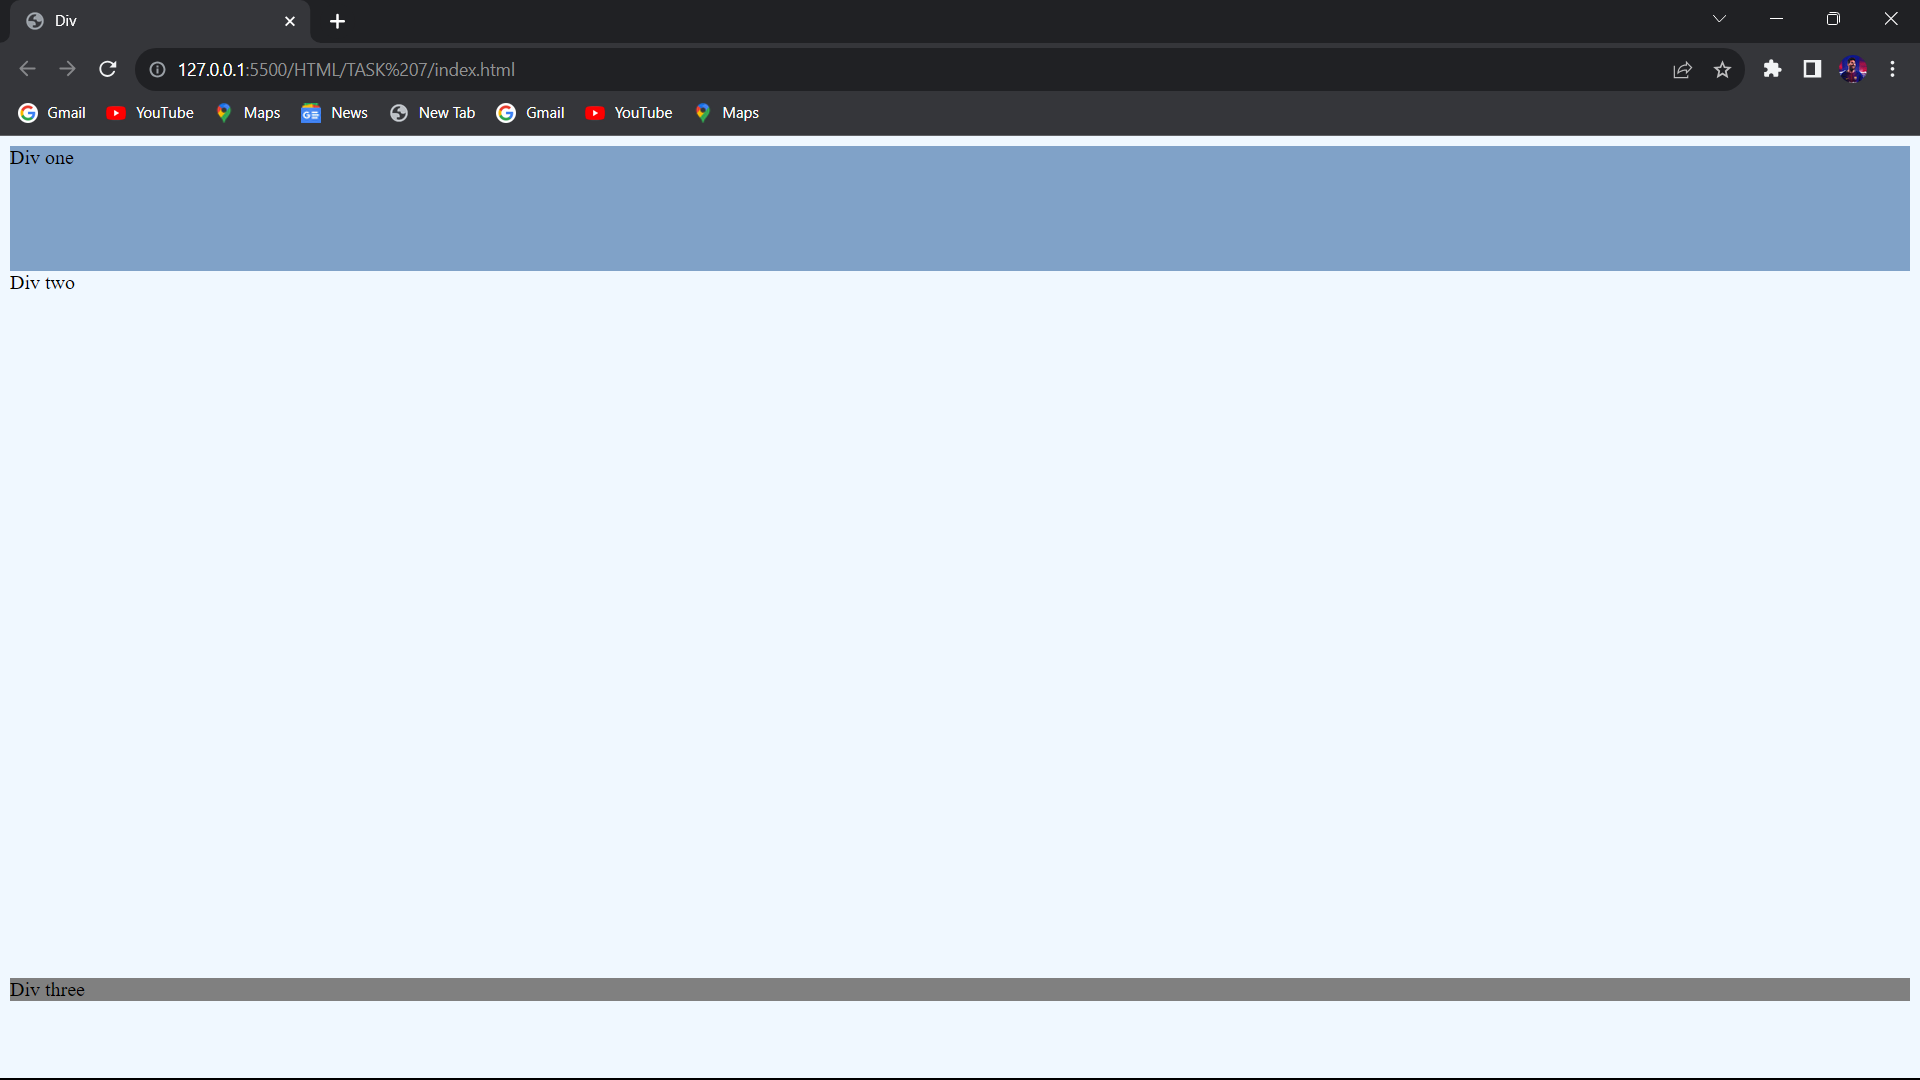 Div
127.0.0.1:5500/HTML/TASK%207/index.html
Gmail YouTube Maps News New Tab Gmail YouTube Maps
Div one
Div two
Div three